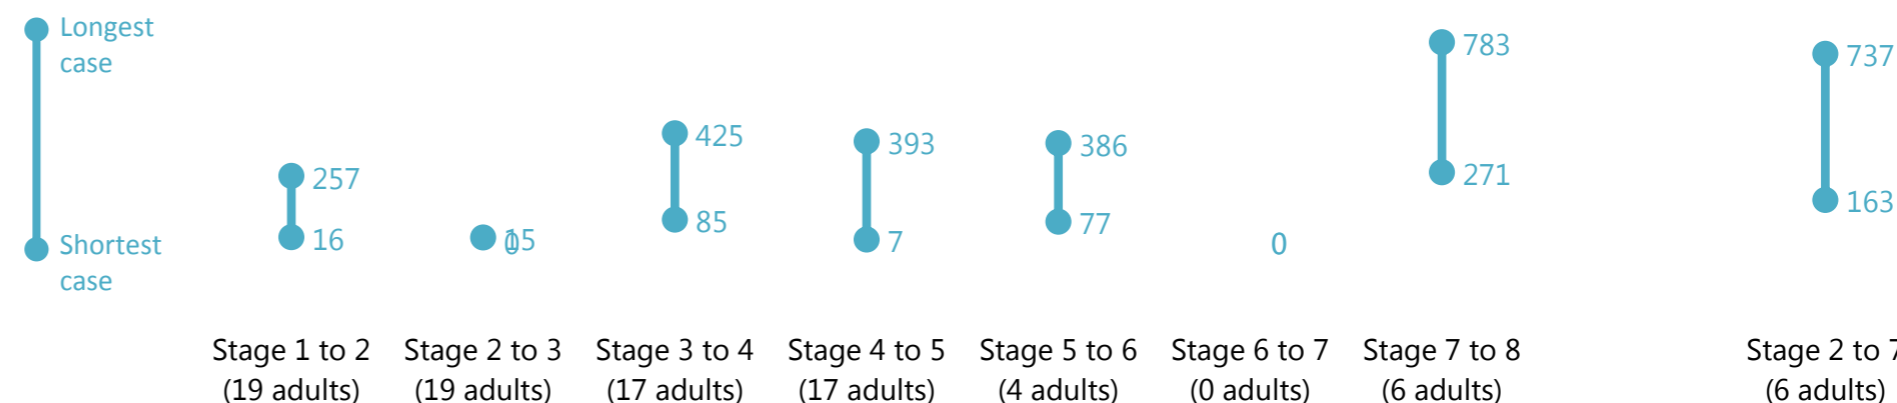 Longest
case
Shortest
case
257
16
15
0
425
85
393
7
386
77
0
783
271
737
163
Stage 1 to 2
(19 adults)
Stage 2 to 3
(19 adults)
Stage 3 to 4
(17 adults)
Stage 4 to 5
(17 adults)
Stage 5 to 6
(4 adults)
Stage 6 to 7
(0 adults)
Stage 7 to 8
(6 adults)
Stage 2 to 7
(6 adults)